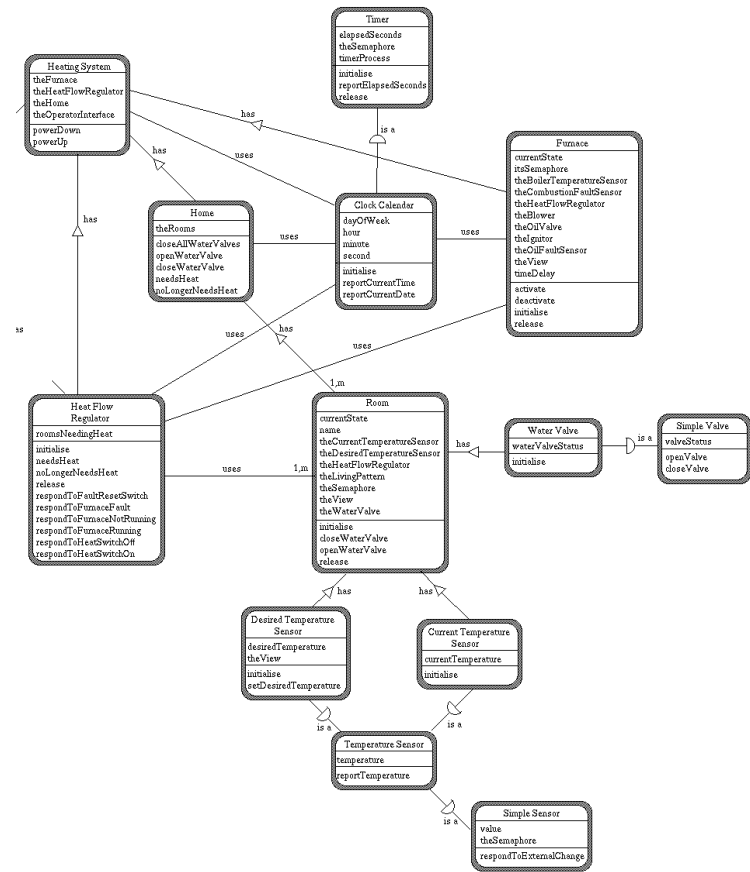 Timer
elapsedSeconds
theSemaphore
timerProcess
initialise
reportElapsedSeconds
release
is a
Heating System
theFurnace
theHeatFlowRegulator
theHome
theOperatorInterface
powerDown
powerUp
has
uses
has
has
Furnace
currentState
itsSemaphore
theBoilerTemperatureSensor
theCombustionFaultSensor
theHeatFlowRegulator
theBlower
theOilValve
theIgnitor
theOilFaultSensor
theView
timeDelay
activate
deactivate
initialise
release
Home
theRooms
closeAllWaterValves
openWaterValve
closeWaterValve
needsHeat
noLongerNeedsHeat
uses
Clock Calendar
dayOfWeek
hour
minute
second
initialise
reportCurrentTime
reportCurrentDate
uses
as
uses
has
uses
1,m
Heat Flow
Regulator
roomsNeedingHeat
initialise
needsHeat
noLongerNeedsHeat
release
respondToFaultResetSwitch
respondToFurnaceFault
respondToFurnaceNotRunning
respondToFurnaceRunning
respondToHeatSwitchOff
respondToHeatSwitchOn
uses
1,m
Room
currentState
name
theCurrentTemperatureSensor
theDesiredTemperatureSensor
theHeatFlowRegulator
theLivingPattern
theSemaphore
theView
theWaterValve
initialise
closeWaterValve
openWaterValve
release
has
Water Valve
waterValveStatus
initialise
is a
Simple Valve
valveStatus
openValve
closeValve
has
has
Desired Temperature
Sensor
desiredTemperature
theView
initialise
setDesiredTemperature
Current Temperature
Sensor
currentTemperature
initialise
is a
is a
Temperature Sensor
temperature
reportTemperature
is a
Simple Sensor
value
theSemaphore
respondToExternalChange